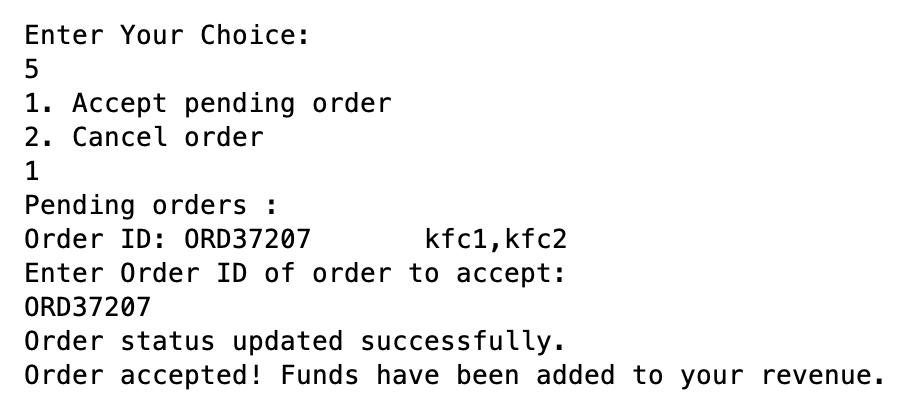 Enter Your Choice:
5
1. Accept pending order
2. Cancel order
1
Pending orders :
Order ID: ORD37207       kfc1,kfc2
Enter Order ID of order to accept:
ORD37207
Order status updated successfully.
Order accepted! Funds have been added to your revenue.